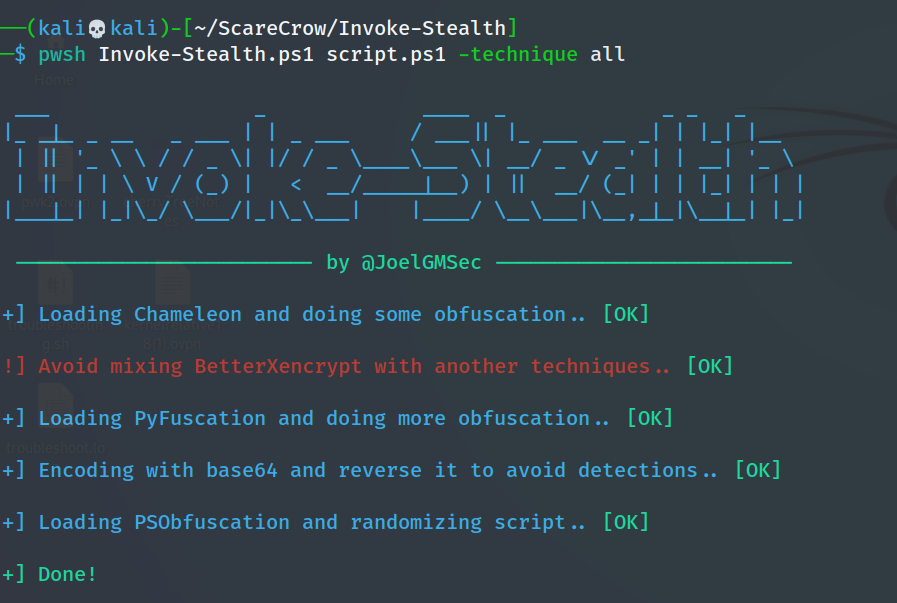 (kali💀kali)-[~/ScareCrow/Invoke-Stealth]
$ pwsh Invoke-Stealth.ps1 script.ps1 -technique all
Home
Invoke-Stealth
by @JoelGMSec
+] Loading Chameleon and doing some obfuscation.. [OK]
!] Avoid mixing BetterXencrypt with another techniques.. [OK]
+] Loading PyFuscation and doing more obfuscation.. [OK]
+] Encoding with base64 and reverse it to avoid detections.. [OK]
+] Loading PSObfuscation and randomizing script.. [OK]
+] Done!